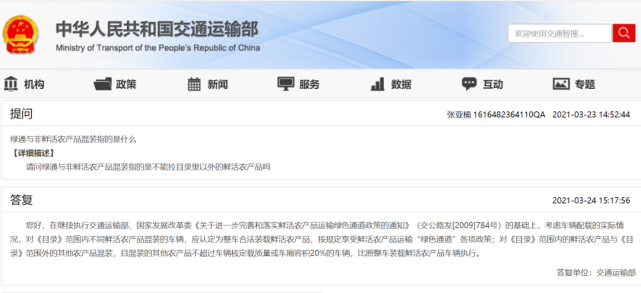 中华人民共和国交通运输部
Ministry of Transport of the People's Republic of China
欢迎使用交通智搜...
机构 政策 新闻 服务 数据 互动 专题
提问 张亚楠 1616482364110QA 2021-03-23 14:52:44
绿通与非鲜活农产品混装指的是什么
【详细描述】
请问绿通与非鲜活农产品混装指的是不能拉目录里以外的鲜活农产品吗
答复 2021-03-24 15:17:56
您好，在继续执行交通运输部、国家发展改革委《关于进一步完善和落实鲜活农产品运输绿色通道政策的通知》（交公路发[2009]784号）的基础上，考虑车辆配载的实际情
况，对《目录》范围内不同鲜活农产品混装的车辆，应认定为整车合法装载鲜活农产品，按规定享受鲜活农产品运输“绿色通道”各项政策；对《目录》范围内的鲜活农产品与《目
录》范围外的其他农产品混装，且混装的其他农产品不超过车辆核定载质量或车厢容积20%的车辆，比照整车装载鲜活农产品车辆执行。
答复单位：交通运输部